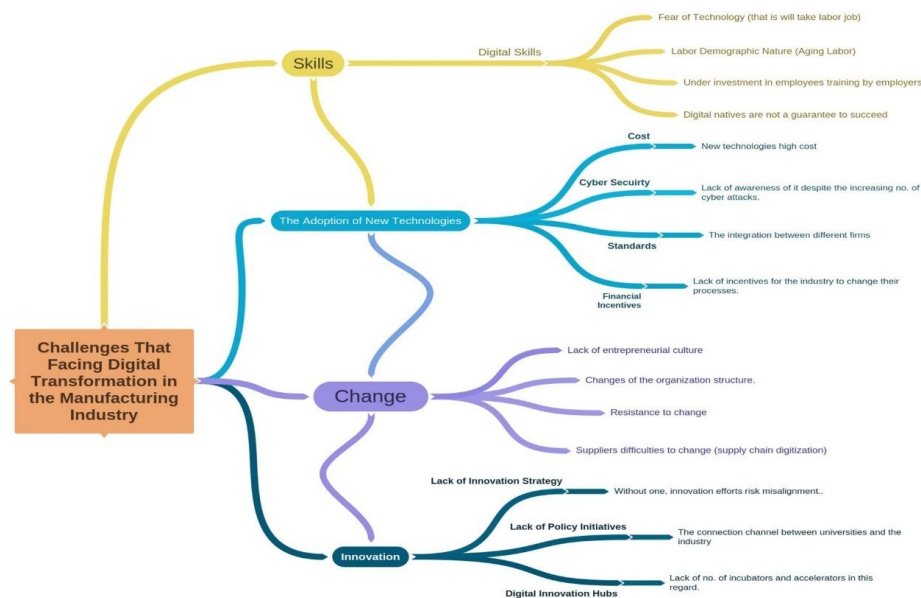 Fear of Technology (that is will take labor job)
Skills
Digital Skills
Labor Demographic Nature (Aging Labor)
Under investment in employees training by employers
Digital natives are not a guarantee to succeed
Cost
New technologies high cost
Cyber Secuirty
Lack of awareness of it despite the increasing no. of
cyber attacks.
The Adoption of New Technologies
Standards
The integration between different firms
Financial
Incentives
Lack of incentives for the industry to change their
processes.
Challenges That
Facing Digital
Transformation in
the Manufacturing
Industry
Change
Lack of entrepreneurial culture
Changes of the organization structure.
Resistance to change
Suppliers difficulties to change (supply chain digitization)
Innovation
Lack of Innovation Strategy
Without one, innovation efforts risk misalignment..
Lack of Policy Initiatives
The connection channel between universities and the
industry
Digital Innovation Hubs
Lack of no. of incubators and accelerators in this
regard.